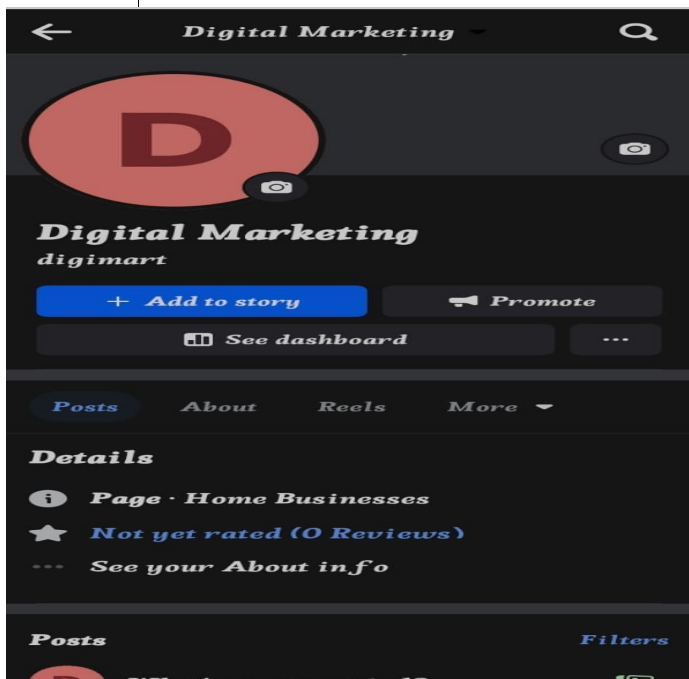 Digital Marketing
D
Digital Marketing
digimart
+ Add to story
Promote
See dashboard
...
Posts About Reels More
Details
Page · Home Businesses
Not yet rated (0 Reviews)
... See your About info
Posts Filters